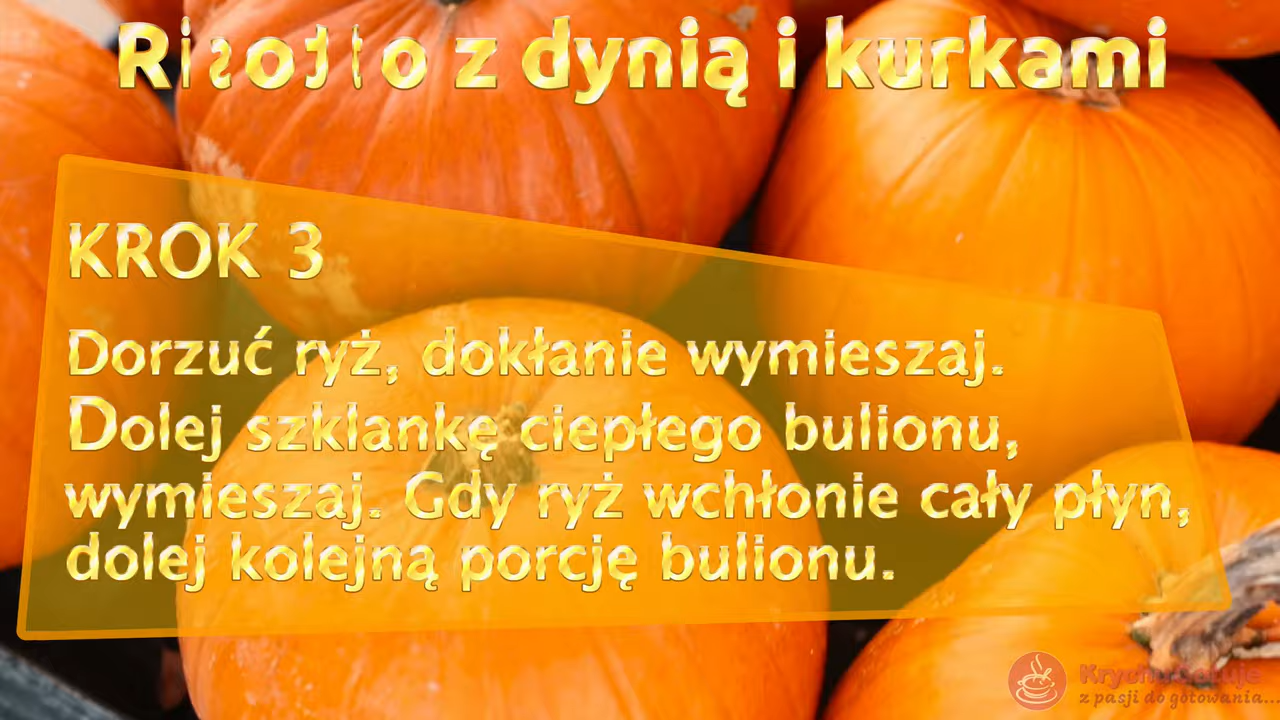 Risotto z dynią i kurkami
KROK 3
Dorzuć ryż, dokłanie wymieszaj.
Dolej szklankę ciepłego bulionu,
wymieszaj. Gdy ryż wchłonie cały płyn,
dolej kolejną porcję bulionu.
z pasji do gotowania...